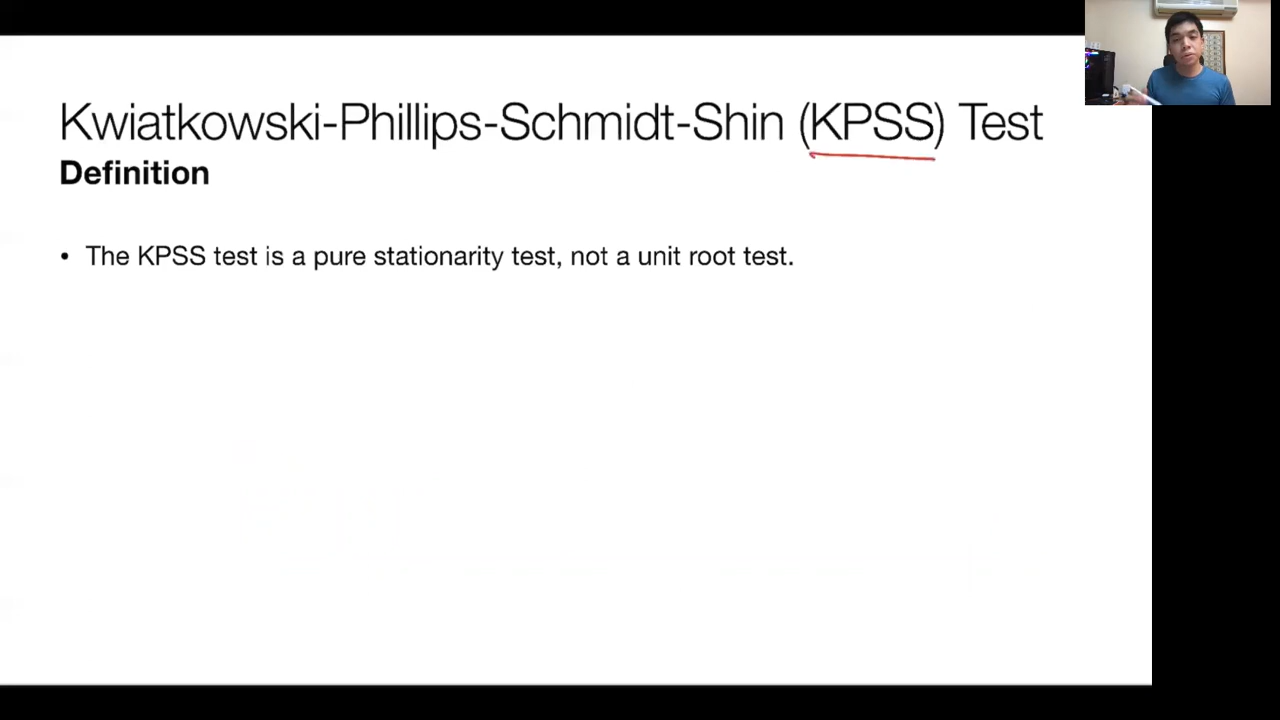 Kwiatkowski-Phillips-Schmidt-Shin (KPSS) Test
Definition
• The KPSS test is a pure stationarity test, not a unit root test.